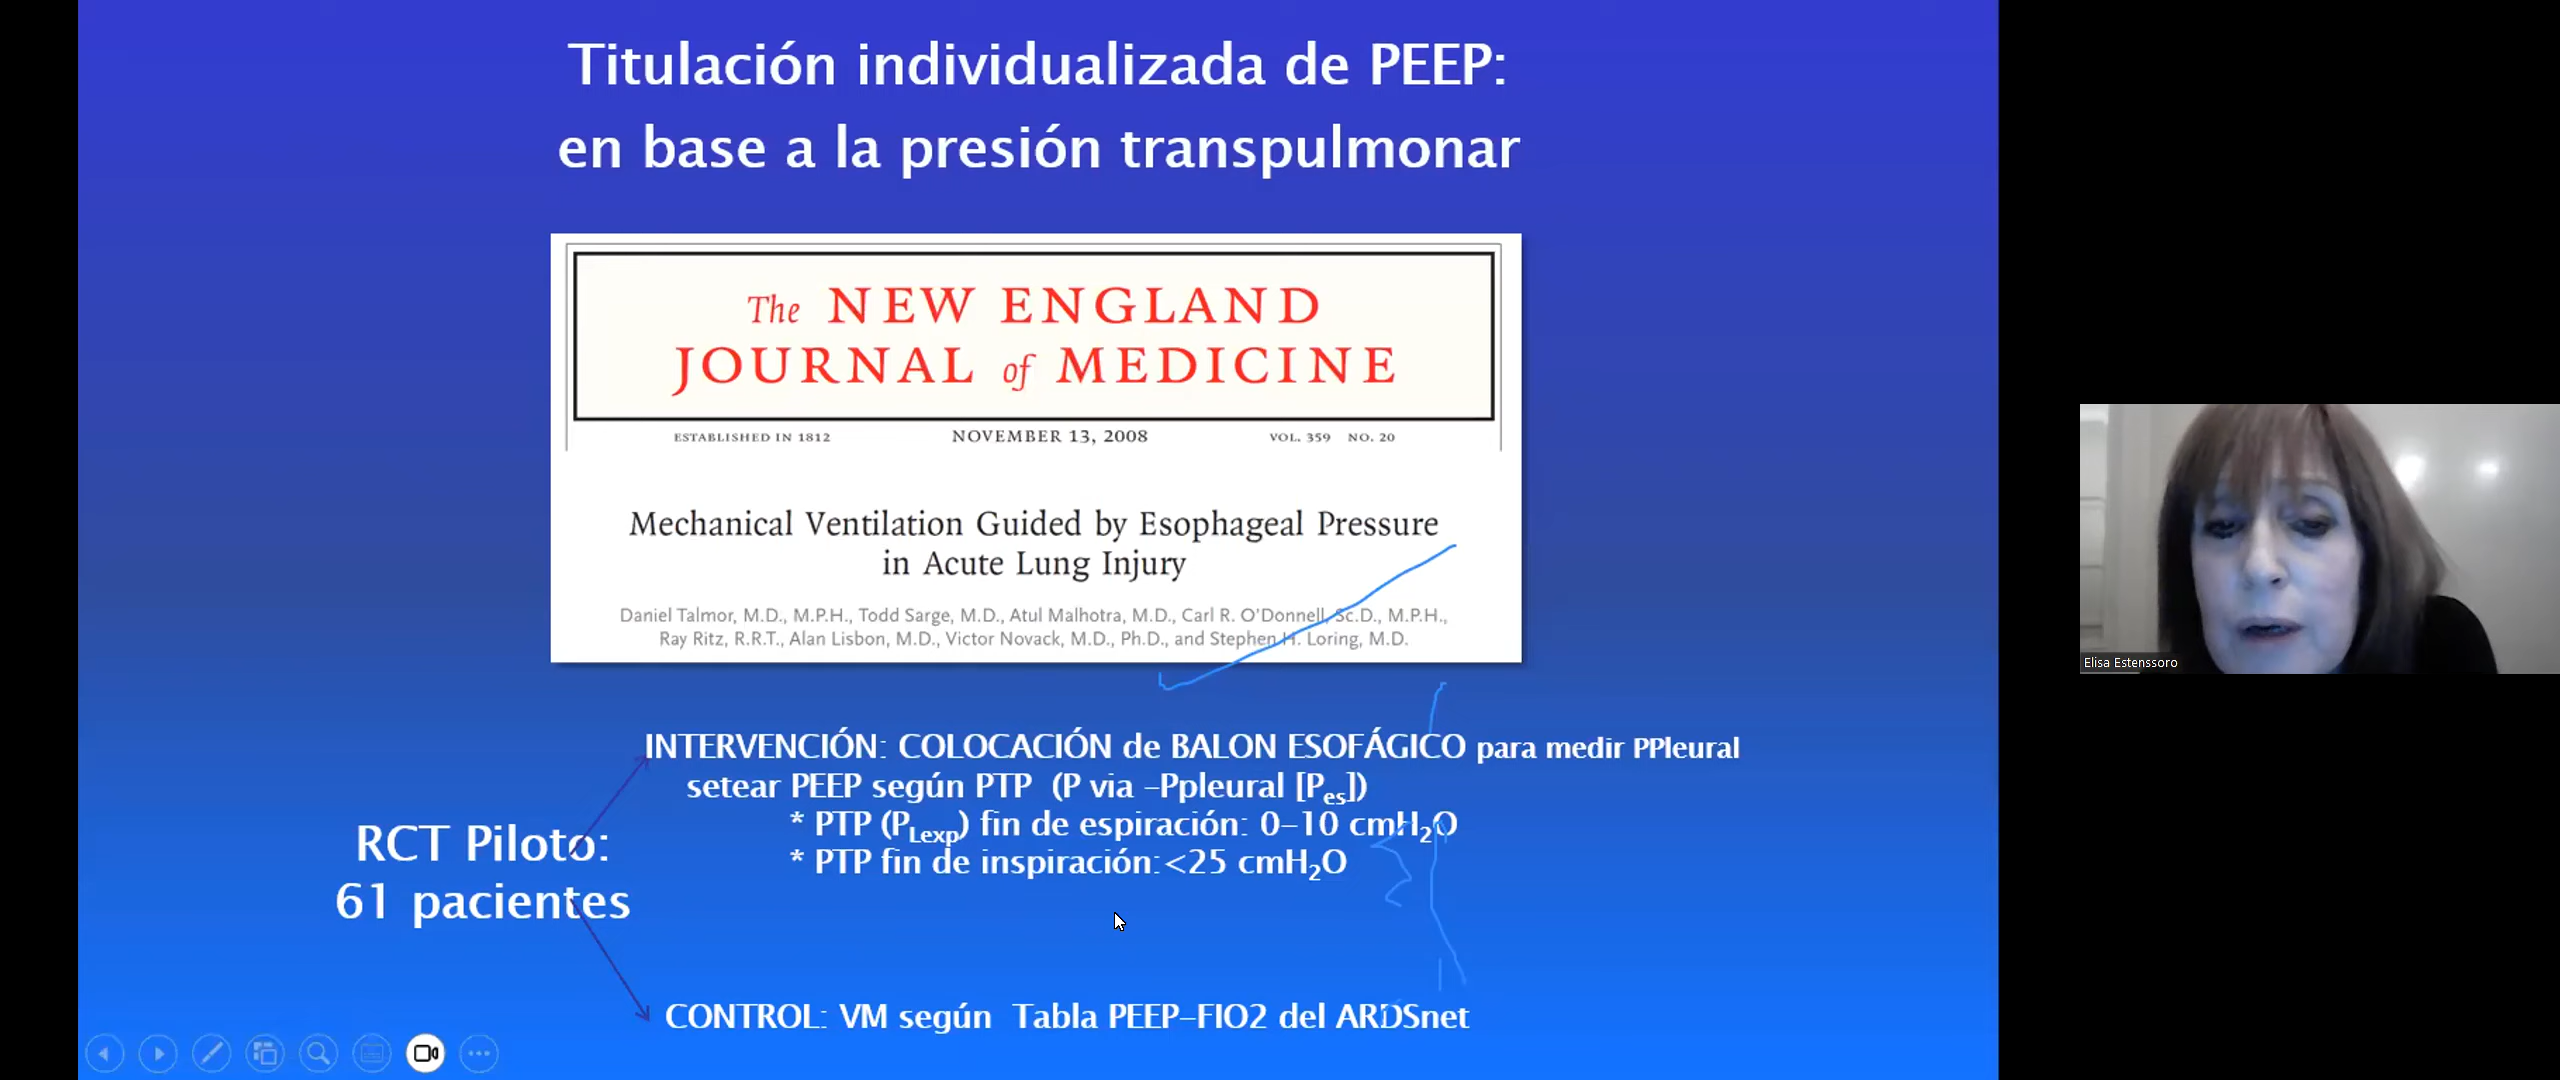 Titulación individualizada de PEEP:
en base a la presión transpulmonar
The NEW ENGLAND
JOURNAL of MEDICINE
ESTABLISHED IN 1812 NOVEMBER 13, 2008 VOL. 359 NO. 20
Mechanical Ventilation Guided by Esophageal Pressure
in Acute Lung Injury
Daniel Talmor, M.D., M.P.H., Todd Sarge, M.D., Atul Malhotra, M.D., Carl R. O'Donnell, Sc.D., M.P.H.,
Ray Ritz, R.R.T., Alan Lisbon, M.D., Victor Novack, M.D., Ph.D., and Stephen H. Loring, M.D.
Elisa Estenssoro
INTERVENCIÓN: COLOCACIÓN de BALON ESOFÁGICO para medir PPleural
setear PEEP según PTP (P via –Ppleural [Pes])
* PTP (PLexp) fin de espiración: 0–10 cmH2O
* PTP fin de inspiración:<25 cmH2O
RCT Piloto:
61 pacientes
CONTROL: VM según Tabla PEEP–FIO2 del ARDSnet